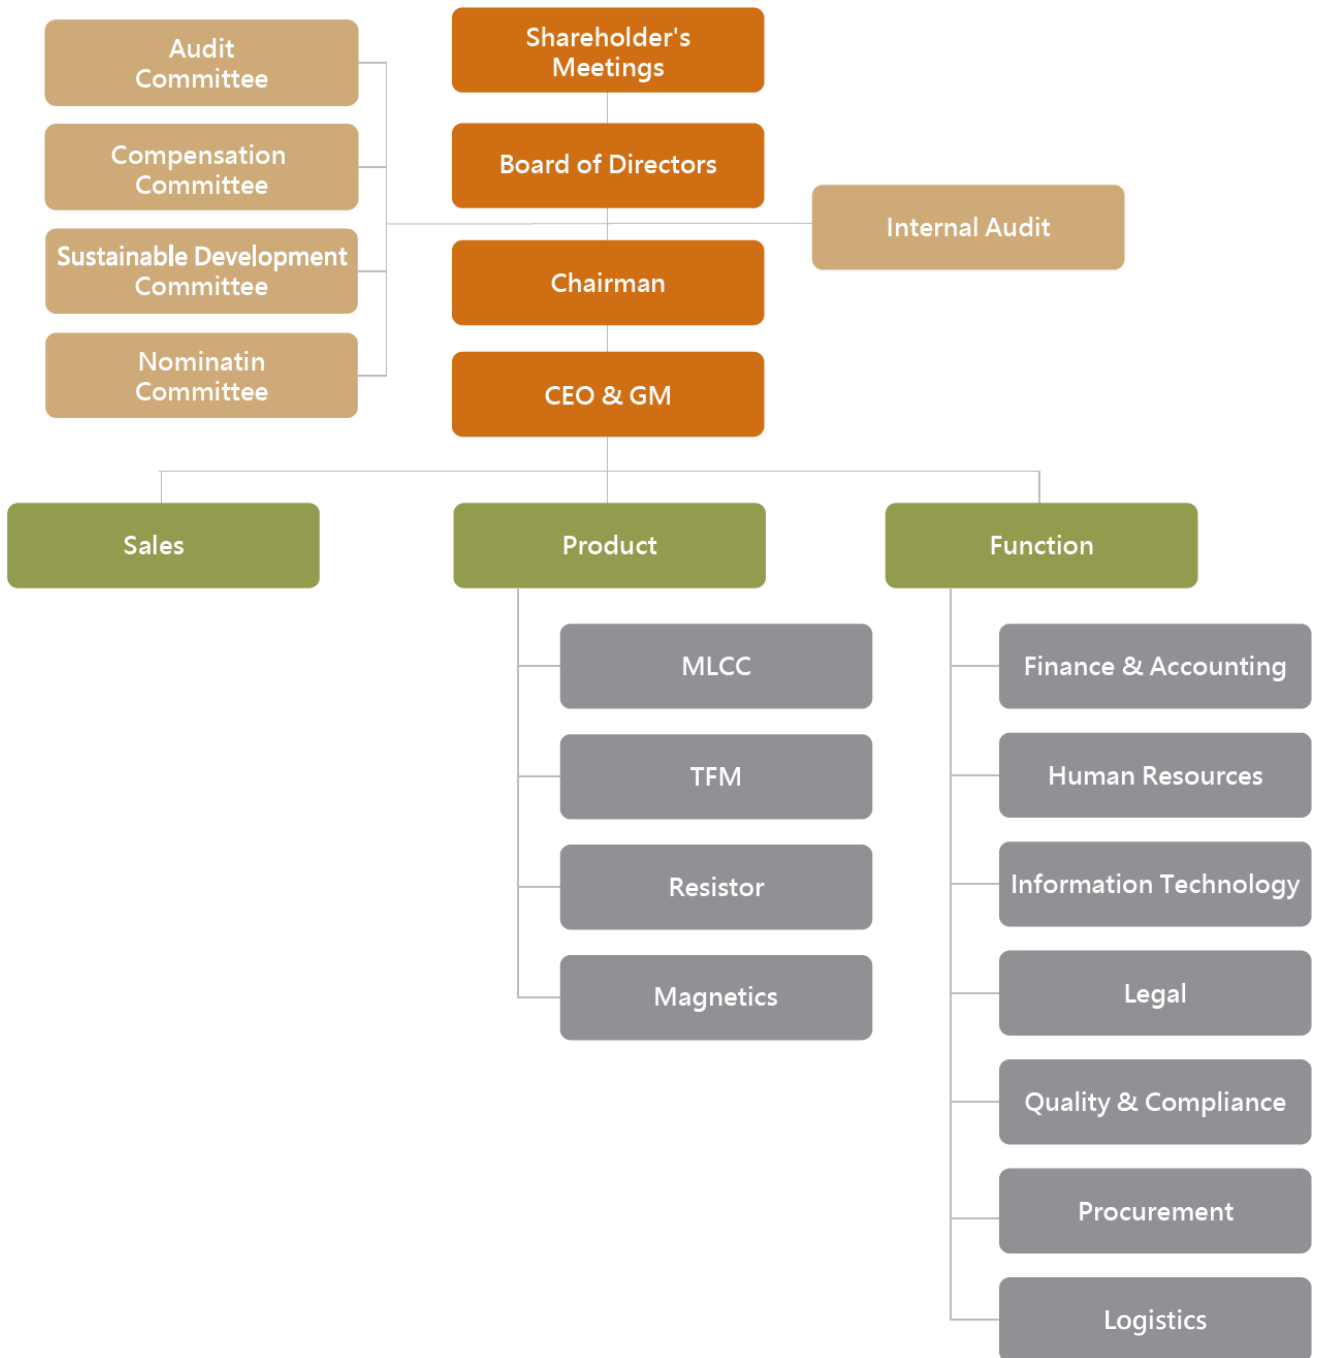 Audit
Committee
Compensation
Committee
Sustainable Development
Committee
Nominatin
Committee
Shareholder's
Meetings
Board of Directors
Internal Audit
Chairman
CEO & GM
Sales
Product
MLCC
TFM
Resistor
Magnetics
Function
Finance & Accounting
Human Resources
Information Technology
Legal
Quality & Compliance
Procurement
Logistics